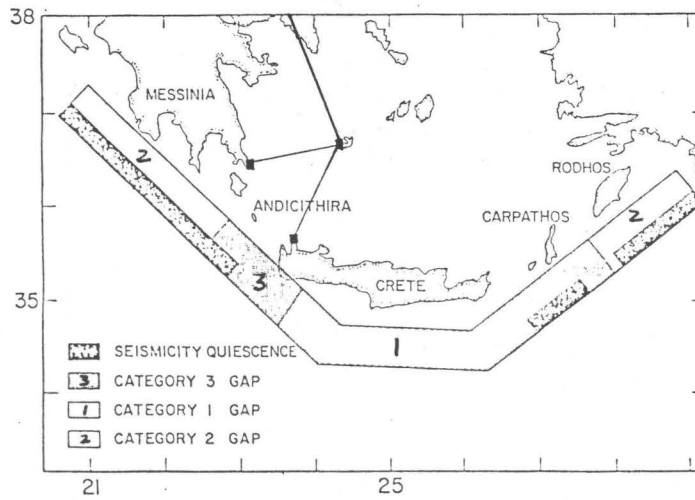 38
MESSINIA
2
RODHOS
ANDICITHIRA
CARPATHOS
2
3
35
CRETE
1
SEISMICITY QUIESCENCE
3 CATEGORY 3 GAP
1 CATEGORY 1 GAP
2 CATEGORY 2 GAP
21
25